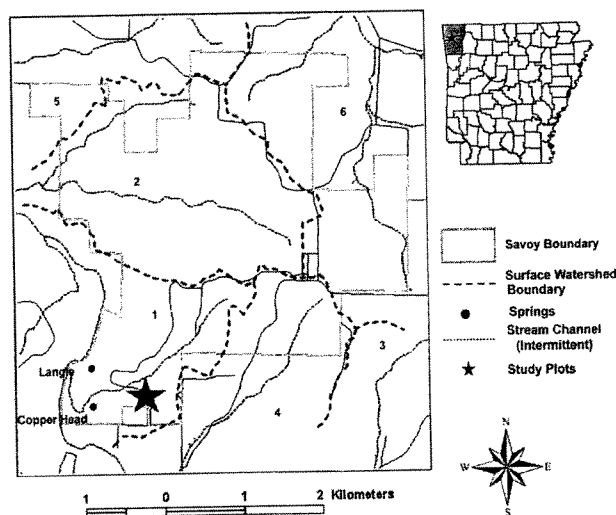 5
6
2
1
3
4
Langle
Copper Head
1 0 1 2 Kilometers
Savoy Boundary
Surface Watershed
Boundary
Springs
Stream Channel
(Intermittent)
Study Plots
N
W E
S